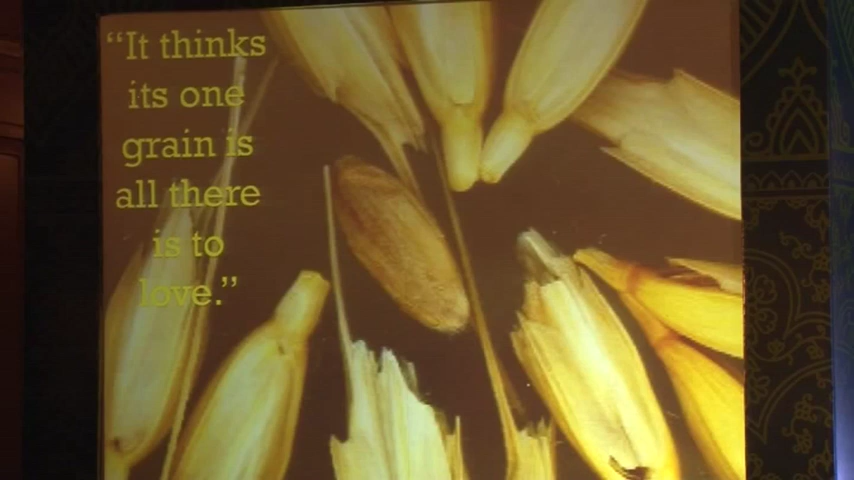 “It thinks
its one
grain is
all there
is to
love.”